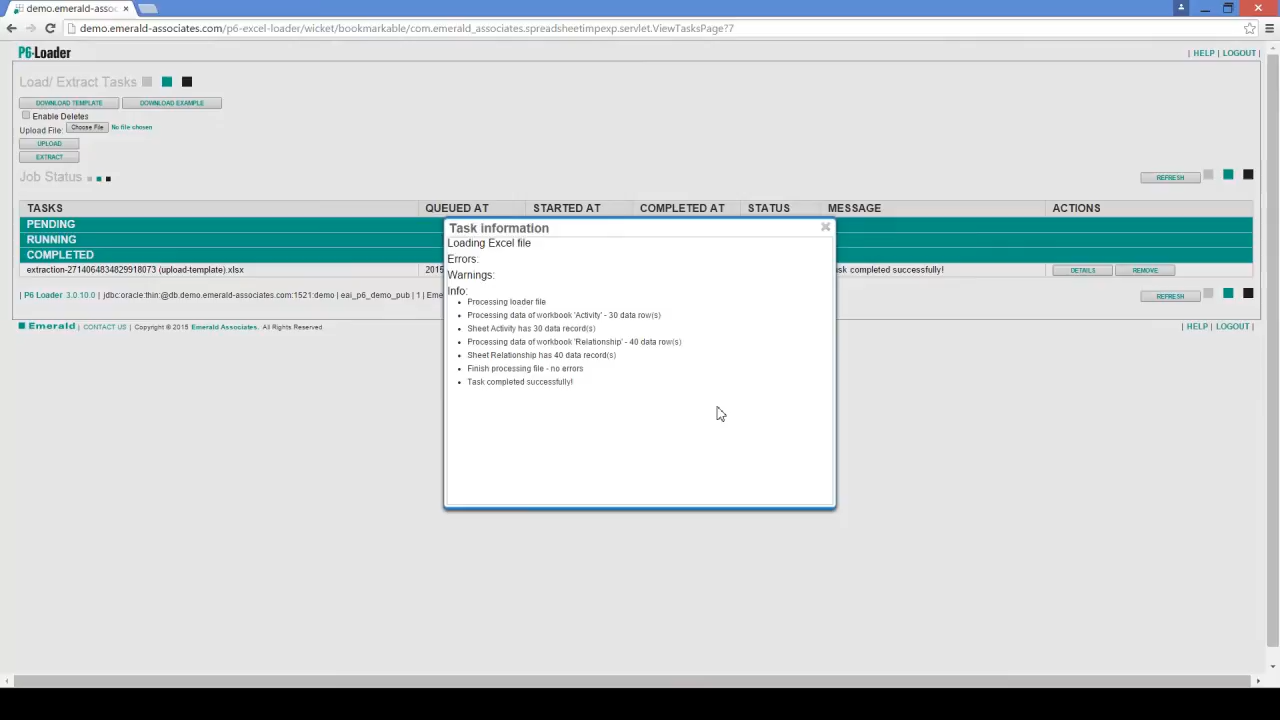 demo.emerald-assoc
demo.emerald-associates.com/p6-excel-loader/wicket/bookmarkable/com.emerald_associates.spreadsheetimpexp.servlet.ViewTasksPage?7
P6-Loader
| HELP | LOGOUT |
Load/ Extract Tasks
DOWNLOAD TEMPLATE DOWNLOAD EXAMPLE
Enable Deletes
Upload File: Choose File No file chosen
UPLOAD
EXTRACT
Job Status
REFRESH
TASKS QUEUED AT STARTED AT COMPLETED AT STATUS MESSAGE ACTIONS
PENDING
RUNNING
COMPLETED
extraction-2714064834829918073 (upload-template).xlsx 2015 sk completed successfully! DETAILS REMOVE
| P6 Loader 3.0.10.0 | jdbc:oracle:thin:@db.demo.emerald-associates.com:1521:demo | eai_p6_demo_pub | 1 | Eme
REFRESH
Emerald | CONTACT US | Copyright © 2015 Emerald Associates. All Rights Reserved
| HELP | LOGOUT |
Task information
Loading Excel file
Errors:
Warnings:
Info:
• Processing loader file
• Processing data of workbook 'Activity' - 30 data row(s)
• Sheet Activity has 30 data record(s)
• Processing data of workbook 'Relationship' - 40 data row(s)
• Sheet Relationship has 40 data record(s)
• Finish processing file - no errors
• Task completed successfully!